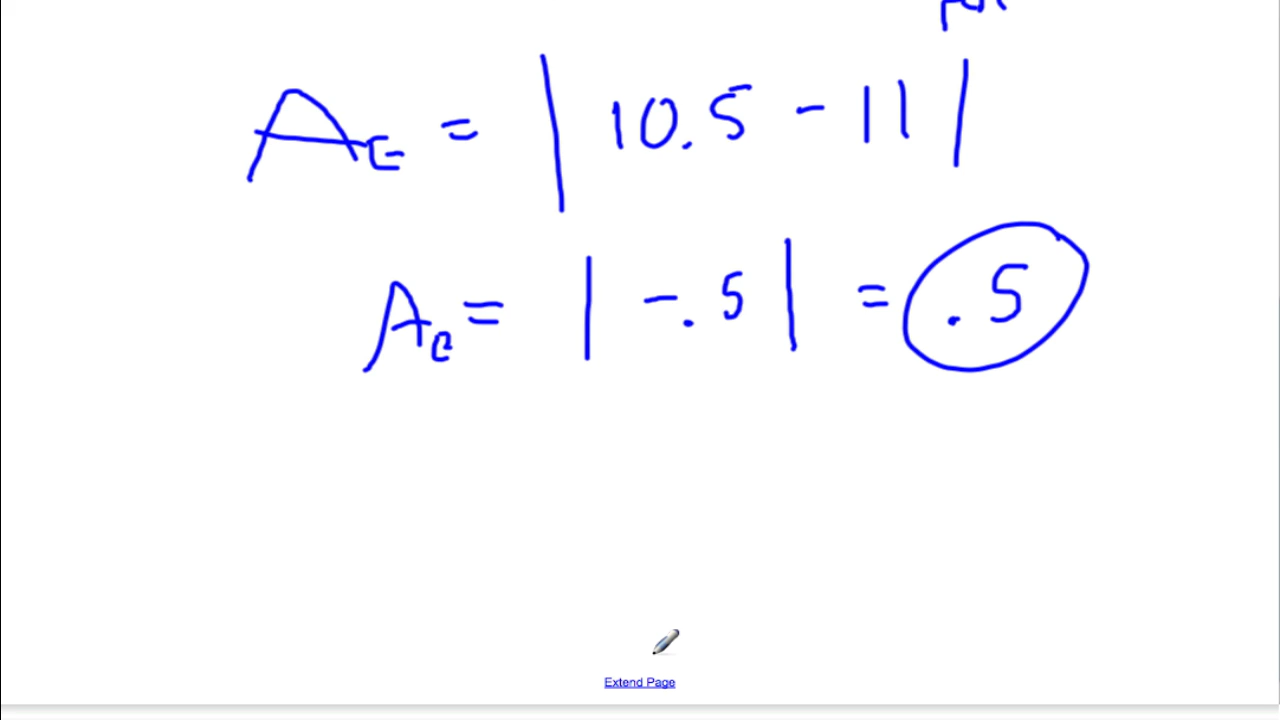 A_E = | 10.5 - 11 |
A_e = | -.5 | = .5
Extend Page